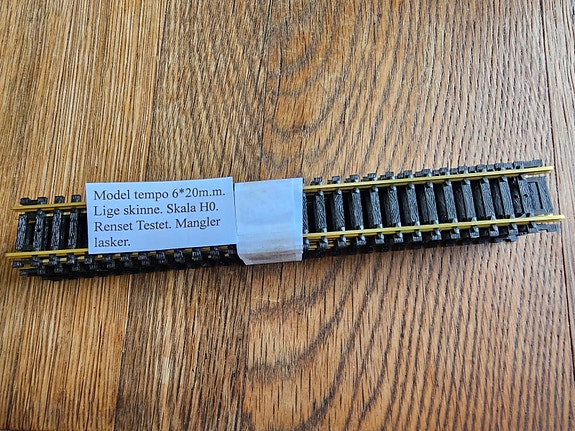 Model tempo 6*20m.m.
Lige skinne. Skala H0.
Renset Testet. Mangler
lasker.